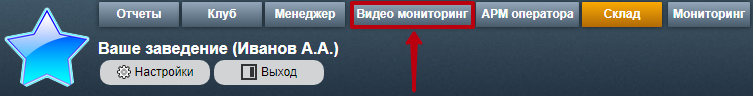 Отчеты Клуб Менеджер Видео мониторинг АРМ оператора Склад Мониторинг
Ваше заведение (Иванов А.А.)
Настройки Выход